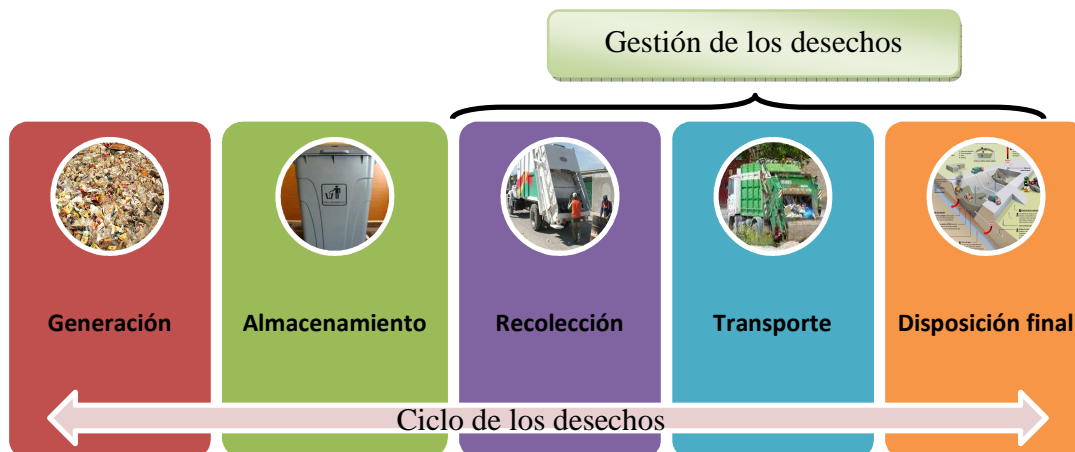 Gestión de los desechos
Generación
Almacenamiento
Recolección
Transporte
Disposición final
Ciclo de los desechos